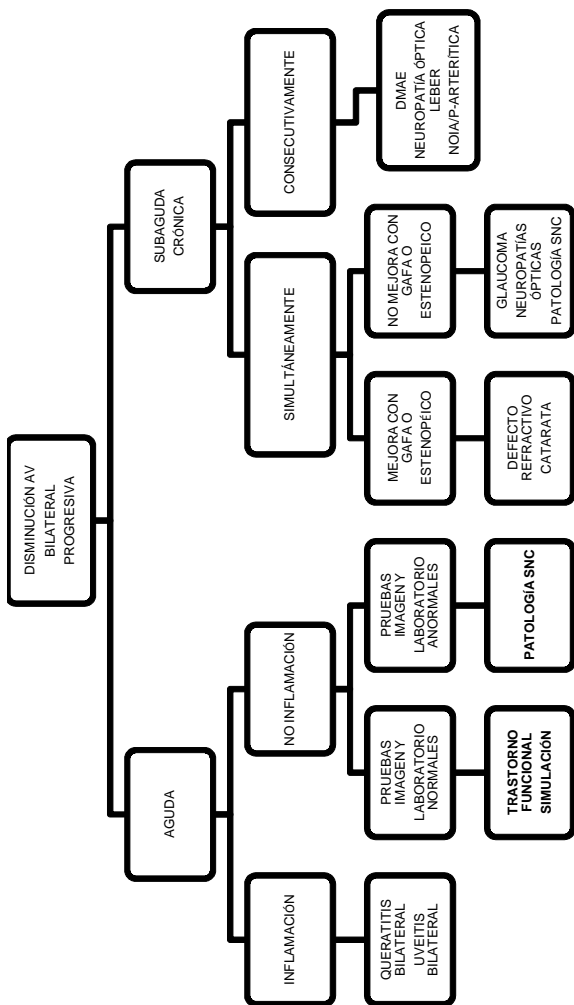 DISMINUCIÓN AV
BILATERAL
PROGRESIVA
AGUDA
SUBAGUDA
CRÓNICA
INFLAMACIÓN
NO INFLAMACIÓN
SIMULTÁNEAMENTE
CONSECUTIVAMENTE
QUERATITIS
BILATERAL
UVEITIS
BILATERAL
PRUEBAS
IMAGEN Y
LABORATORIO
NORMALES
PRUEBAS
IMAGEN Y
LABORATORIO
ANORMALES
MEJORA CON
GAFA O
ESTENOPÉICO
NO MEJORA CON
GAFA O
ESTENOPEICO
DMAE
NEUROPATÍA ÓPTICA
LEBER
NOIA/P-ARTERÍTICA
TRASTORNO
FUNCIONAL
SIMULACIÓN
PATOLOGÍA SNC
DEFECTO
REFRACTIVO
CATARATA
GLAUCOMA
NEUROPATÍAS
ÓPTICAS
PATOLOGÍA SNC